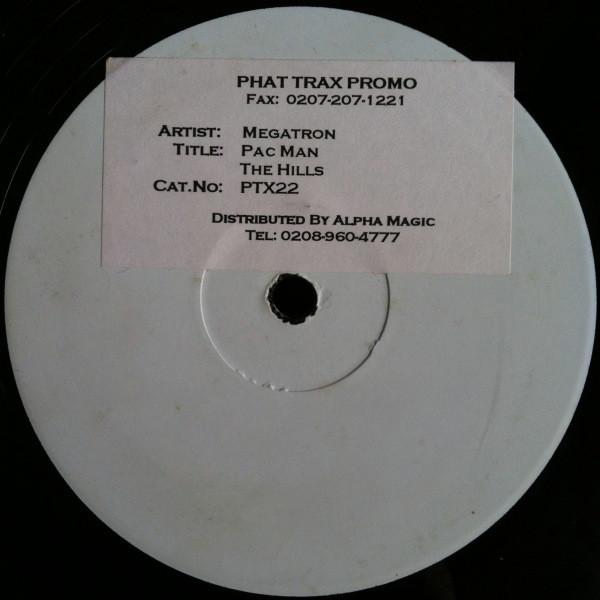 PHAT TRAX PROMO
FAX: 0207-207-1221
ARTIST: MEGATRON
TITLE: PAC MAN
THE HILLS
CAT.NO: PTX22
DISTRIBUTED BY ALPHA MAGIC
TEL: 0208-960-4777